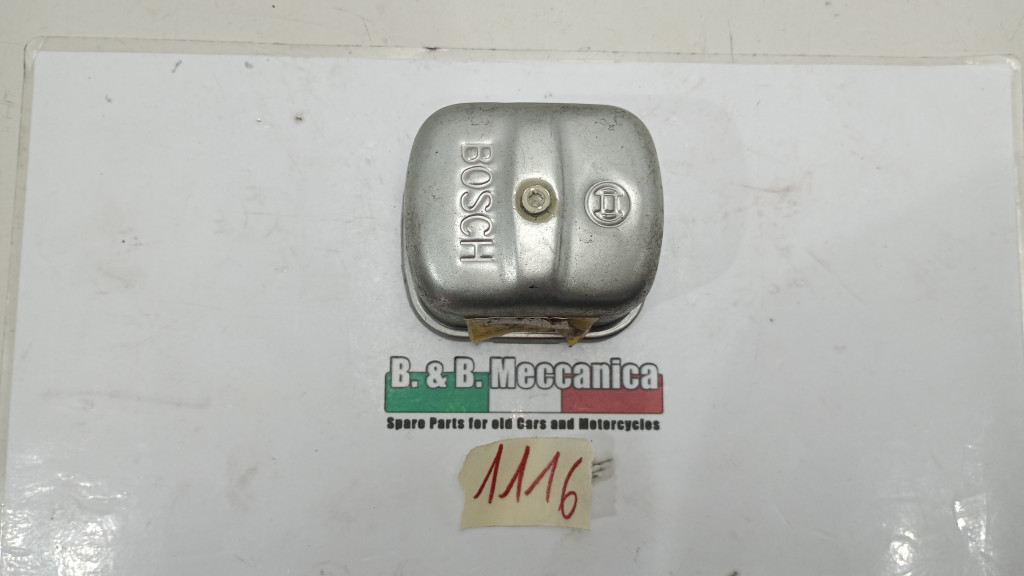 BOSCH
B. & B. Meccanica
Spare Parts for old Cars and Motorcycles
1116